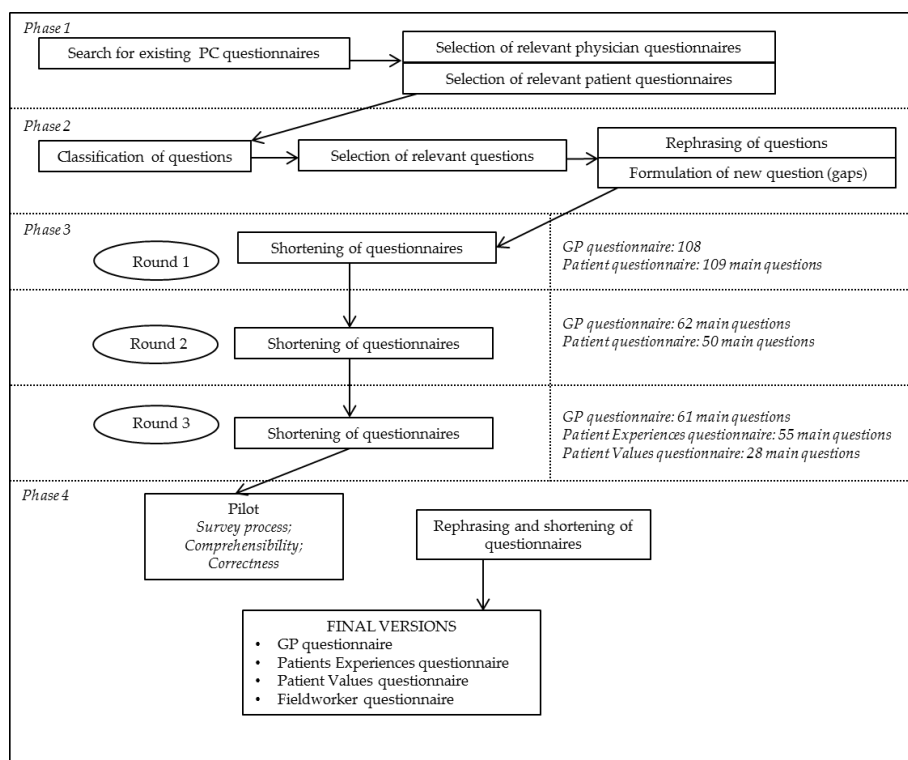 Phase 1
Search for existing PC questionnaires
Selection of relevant physician questionnaires
Selection of relevant patient questionnaires
Phase 2
Classification of questions
Selection of relevant questions
Rephrasing of questions
Formulation of new question (gaps)
Phase 3
Round 1
Shortening of questionnaires
GP questionnaire: 108
Patient questionnaire: 109 main questions
Round 2
Shortening of questionnaires
GP questionnaire: 62 main questions
Patient questionnaire: 50 main questions
Round 3
Shortening of questionnaires
GP questionnaire: 61 main questions
Patient Experiences questionnaire: 55 main questions
Patient Values questionnaire: 28 main questions
Phase 4
Pilot
Survey process;
Comprehensibility;
Correctness
Rephrasing and shortening of
questionnaires
FINAL VERSIONS
• GP questionnaire
• Patients Experiences questionnaire
• Patient Values questionnaire
• Fieldworker questionnaire